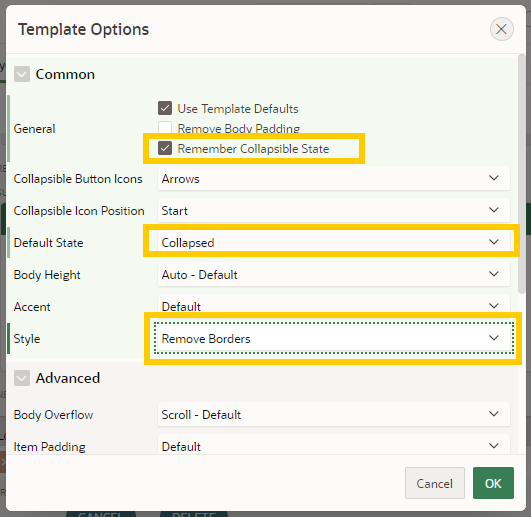 Template Options
Common
General
Use Template Defaults
Remove Body Padding
Remember Collapsible State
Collapsible Button Icons Arrows
Collapsible Icon Position Start
Default State Collapsed
Body Height Auto - Default
Accent Default
Style Remove Borders
Advanced
Body Overflow Scroll - Default
Item Padding Default
Cancel OK
CANCEL DELETE